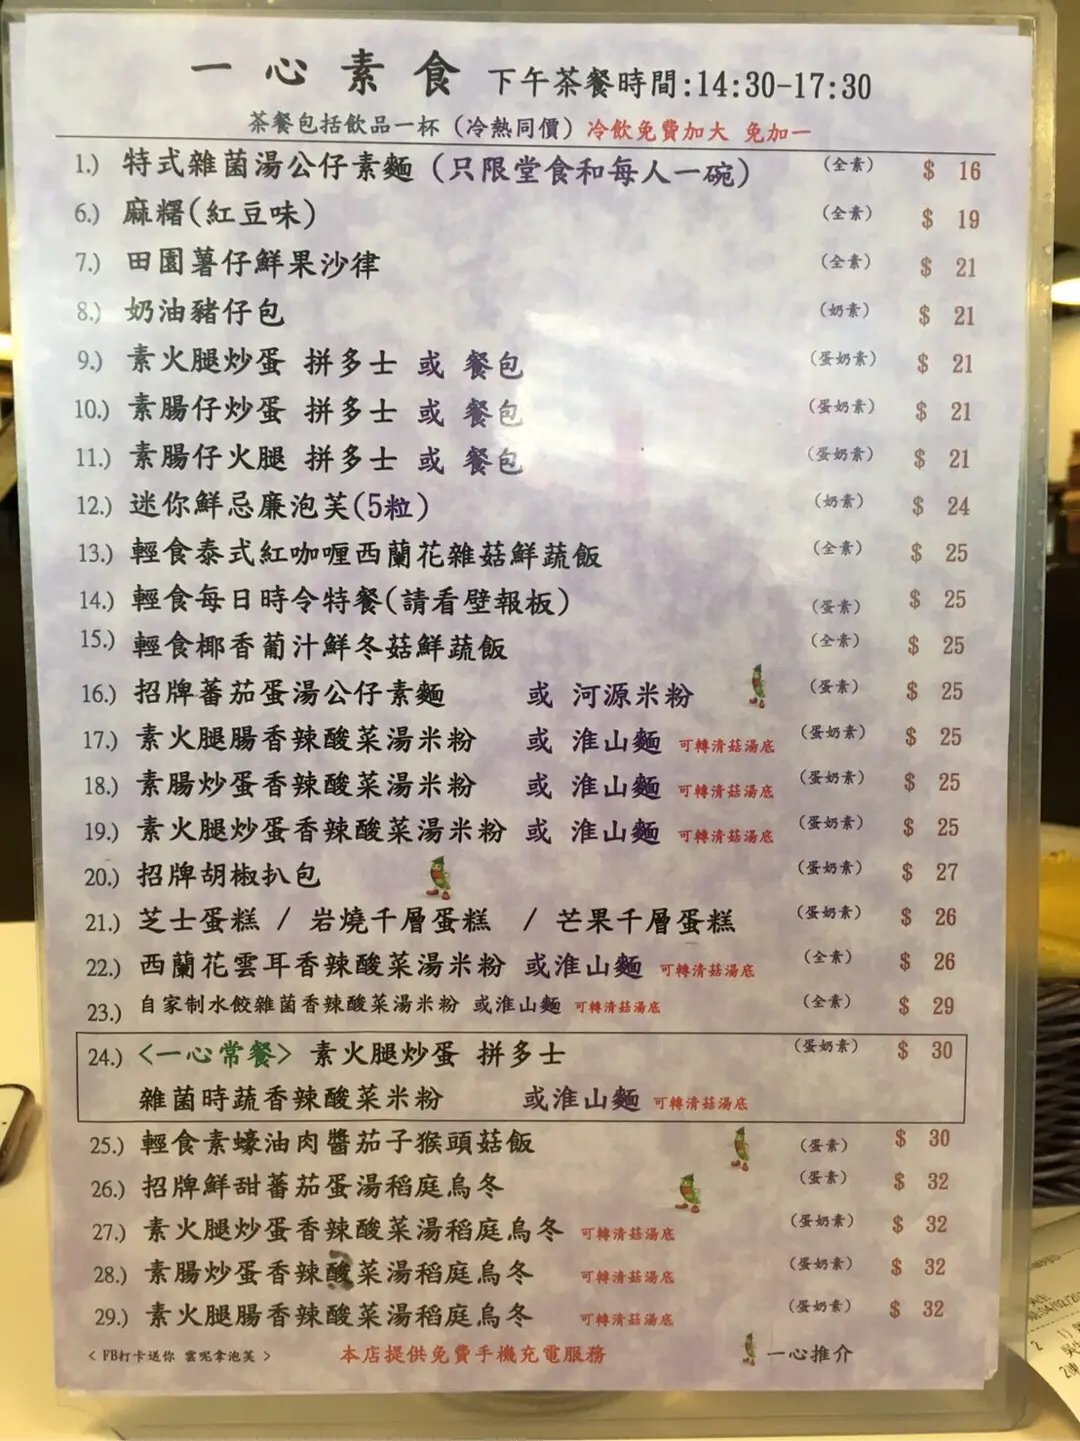 一心素食 下午茶餐時間:14:30-17:30
茶餐包括飲品一杯(冷熱同價) 冷飲免費加大 免加一
1.) 特式雜菌湯公仔素麵 (只限堂食和每人一碗) (全素) $ 16
6.) 麻糬(紅豆味) (全素) $ 19
7.) 田園薯仔鮮果沙律 (全素) $ 21
8.) 奶油豬仔包 (奶素) $ 21
9.) 素火腿炒蛋 拼多士 或 餐包 (蛋奶素) $ 21
10.) 素腸仔炒蛋 拼多士 或 餐包 (蛋奶素) $ 21
11.) 素腸仔火腿 拼多士 或 餐包 (蛋奶素) $ 21
12.) 迷你鮮忌廉泡芙(5粒) (奶素) $ 24
13.) 輕食泰式紅咖喱西蘭花雜菇鮮蔬飯 (全素) $ 25
14.) 輕食每日時令特餐(請看壁報板) (蛋素) $ 25
15.) 輕食椰香葡汁鮮冬菇鮮蔬飯 (全素) $ 25
16.) 招牌蕃茄蛋湯公仔素麵 或 河源米粉 (蛋素) $ 25
17.) 素火腿腸香辣酸菜湯米粉 或 淮山麵 可轉清菇湯底 (蛋奶素) $ 25
18.) 素腸炒蛋香辣酸菜湯米粉 或 淮山麵 可轉清菇湯底 (蛋奶素) $ 25
19.) 素火腿炒蛋香辣酸菜湯米粉 或 淮山麵 可轉清菇湯底 (蛋奶素) $ 25
20.) 招牌胡椒扒包 (蛋奶素) $ 27
21.) 芝士蛋糕 / 岩燒千層蛋糕 / 芒果千層蛋糕 (蛋奶素) $ 26
22.) 西蘭花雲耳香辣酸菜湯米粉 或淮山麵 可轉清菇湯底 (全素) $ 26
23.) 自家制水餃雜菌香辣酸菜湯米粉 或淮山麵 可轉清菇湯底 (全素) $ 29
24.) <一心常餐> 素火腿炒蛋 拼多士 (蛋奶素) $ 30
雜菌時蔬香辣酸菜米粉 或淮山麵 可轉清菇湯底
25.) 輕食素蠔油肉醬茄子猴頭菇飯 (蛋素) $ 30
26.) 招牌鮮甜蕃茄蛋湯稻庭烏冬 (蛋素) $ 32
27.) 素火腿炒蛋香辣酸菜湯稻庭烏冬 可轉清菇湯底 (蛋奶素) $ 32
28.) 素腸炒蛋香辣酸菜湯稻庭烏冬 可轉清菇湯底 (蛋奶素) $ 32
29.) 素火腿腸香辣酸菜湯稻庭烏冬 可轉清菇湯底 (蛋奶素) $ 32
< FB打卡送你 雲呢拿泡芙 > 本店提供免費手機充電服務 一心推介